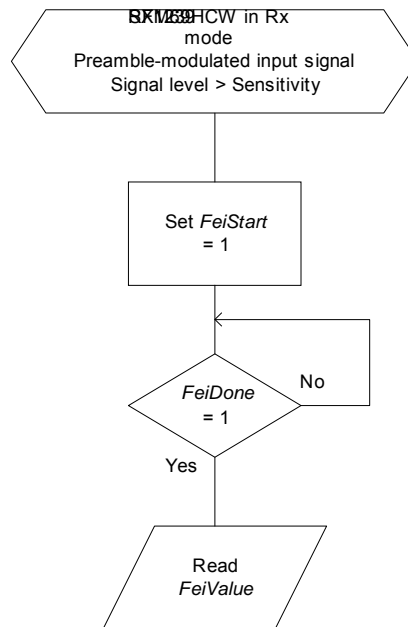 HCW in Rx
mode
Preamble-modulated input signal
Signal level > Sensitivity
Set FeiStart
= 1
FeiDone
= 1
No
Yes
Read
FeiValue